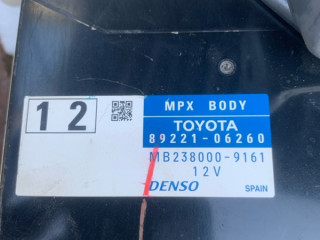 12
MPX BODY
TOYOTA
89221-06260
MB238000-9161
12V
DENSO
SPAIN